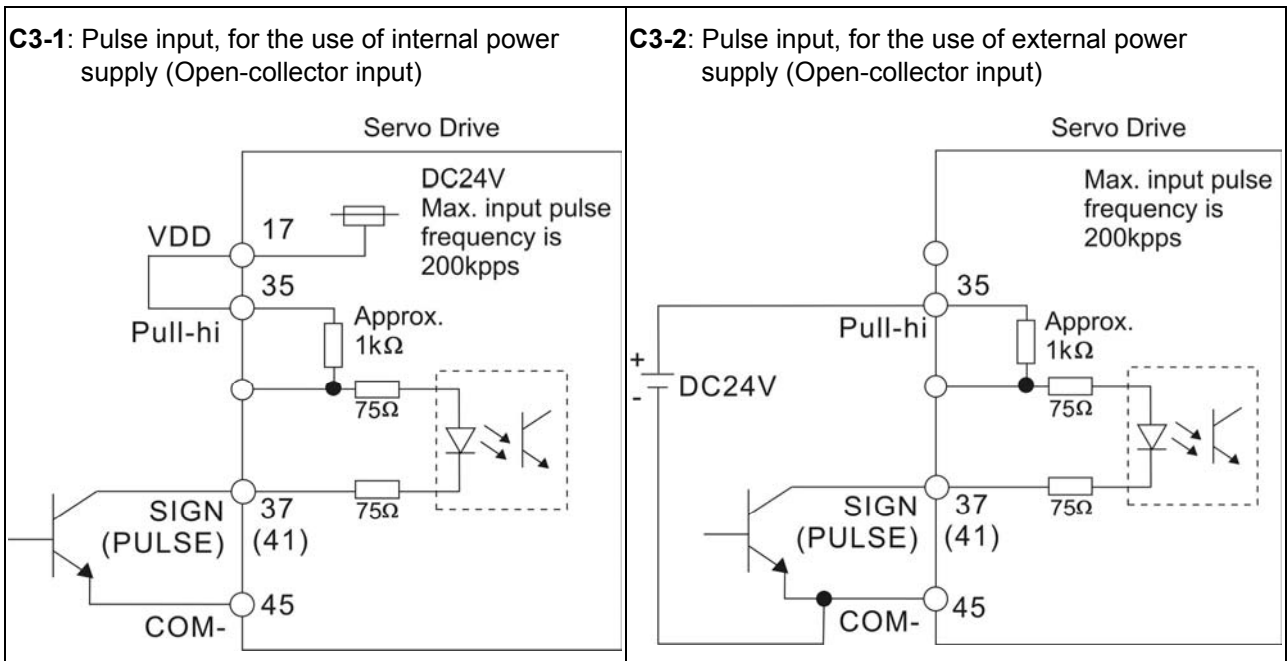 C3-1: Pulse input, for the use of internal power
supply (Open-collector input)
Servo Drive
DC24V
Max. input pulse
frequency is
200kpps
VDD
17
35
Pull-hi
Approx.
1kΩ
75Ω
SIGN
(PULSE)
37
(41)
75Ω
COM-
45
C3-2: Pulse input, for the use of external power
supply (Open-collector input)
Servo Drive
Max. input pulse
frequency is
200kpps
35
Pull-hi
Approx.
1kΩ
+
-
DC24V
75Ω
SIGN
(PULSE)
37
(41)
75Ω
COM-
45